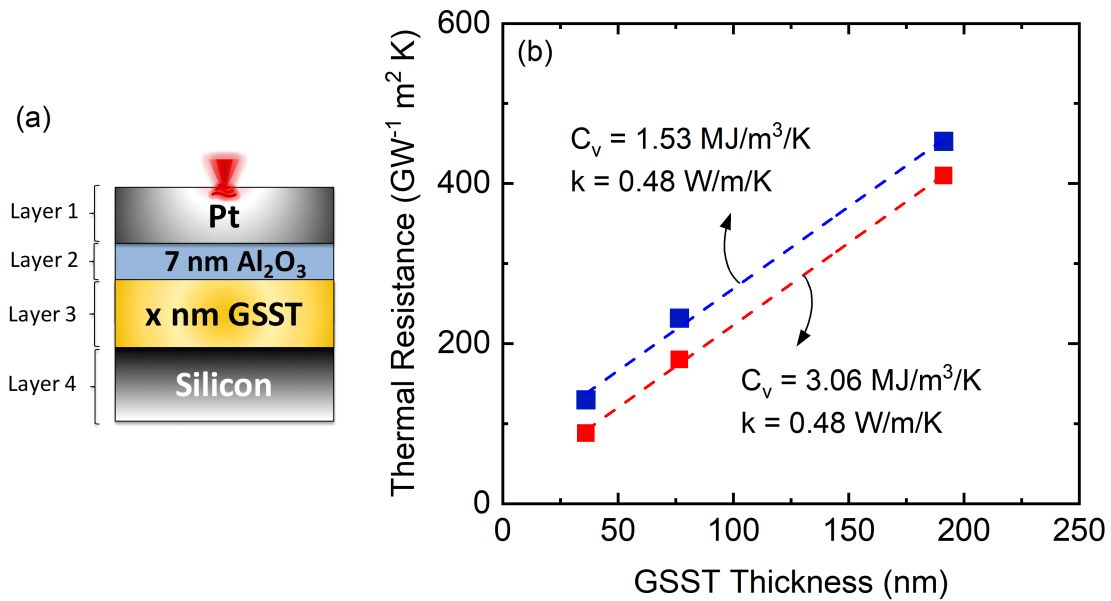 (a)
Layer 1
Pt
Layer 2
7 nm Al₂O₃
Layer 3
x nm GSST
Layer 4
Silicon
(b)
Thermal Resistance (GW⁻¹ m² K)
600
400
200
0
Cᵥ = 1.53 MJ/m³/K
k = 0.48 W/m/K
Cᵥ = 3.06 MJ/m³/K
k = 0.48 W/m/K
0 50 100 150 200 250
GSST Thickness (nm)